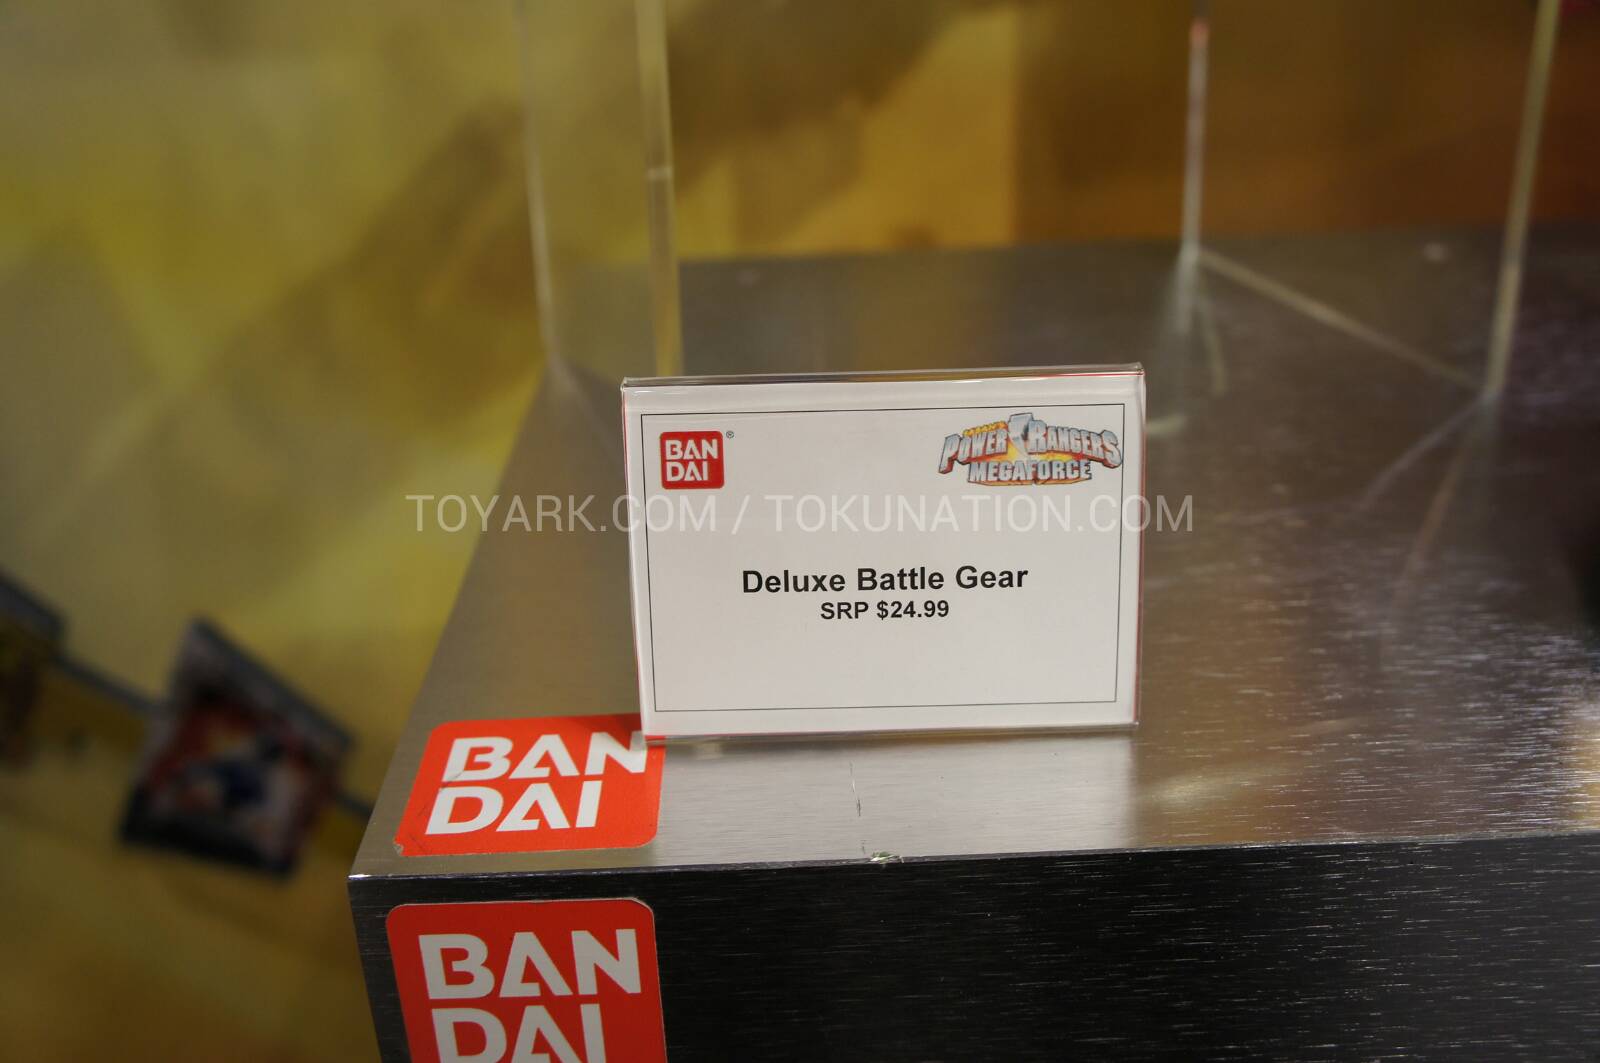 BAN
DAI
®
SABAN'S
POWER RANGERS
MEGAFORCE
TOYARK.COM / TOKUNATION.COM
Deluxe Battle Gear
SRP $24.99
BAN
DAI
BAN
DAI